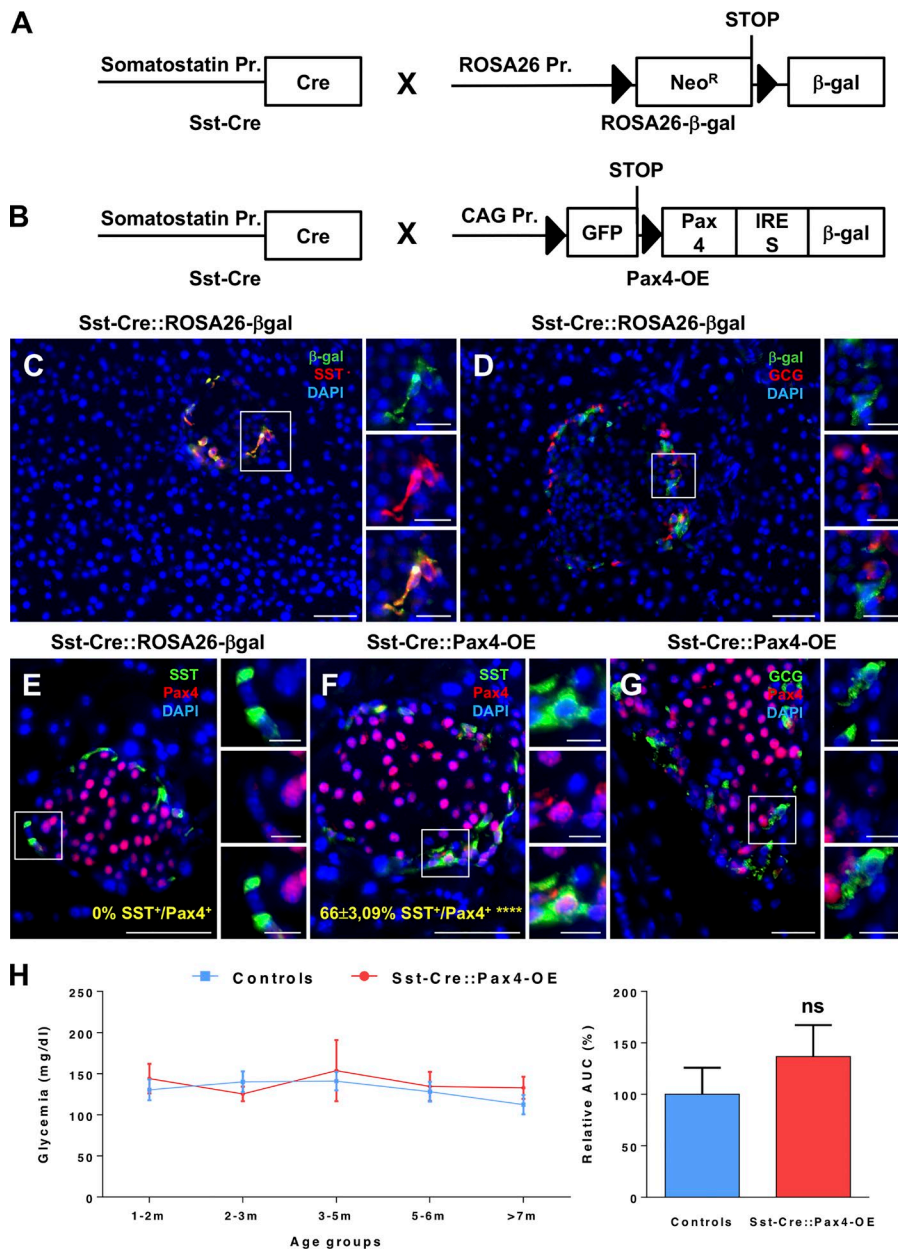 A
STOP
Somatostatin Pr.
Cre
X
ROSA26 Pr.
NeoR
β-gal
Sst-Cre
ROSA26-β-gal
B
STOP
Somatostatin Pr.
Cre
X
CAG Pr.
GFP
Pax
4
IRE
S
β-gal
Sst-Cre
Pax4-OE
Sst-Cre::ROSA26-βgal
Sst-Cre::ROSA26-βgal
C
β-gal
SST
DAPI
D
β-gal
GCG
DAPI
Sst-Cre::ROSA26-βgal
Sst-Cre::Pax4-OE
Sst-Cre::Pax4-OE
E
SST
Pax4
DAPI
0% SST+/Pax4+
F
SST
Pax4
DAPI
66±3,09% SST+/Pax4+ ****
G
GCG
Pax4
DAPI
H
Controls
Sst-Cre::Pax4-OE
Glycemia (mg/dl)
250
200
150
100
50
0
1-2m
2-3m
3-5m
5-6m
>7m
Age groups
Relative AUC (%)
200
150
100
50
0
ns
Controls
Sst-Cre::Pax4-OE